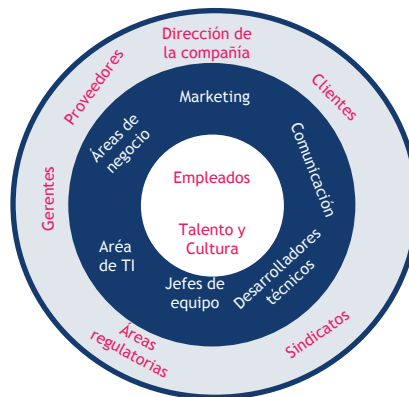 Dirección de
la compañía
Proveedores
Clientes
Marketing
Áreas de
negocio
Comunicación
Empleados
Gerentes
Talento y
Cultura
Aréa
de TI
Jefes de
equipo
Desarrolladores
técnicos
Áreas
regulatorias
Sindicatos